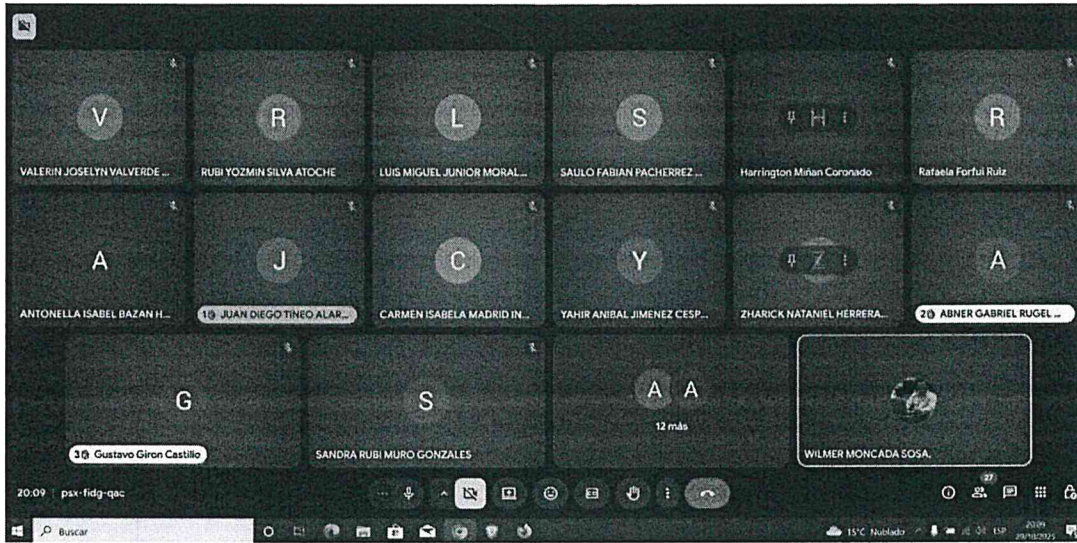 V
R
L
S
H
R
VALERIN JOSELYN VALVERDE ...
RUBI YOZMIN SILVA ATOCHE
LUIS MIGUEL JUNIOR MORAL...
SAULO FABIAN PACHERREZ ...
Harrington Miñan Coronado
Rafaela Forfui Ruiz
A
J
C
Y
Z
A
ANTONELLA ISABEL BAZAN H...
1 JUAN DIEGO TINEO ALAR...
CARMEN ISABELA MADRID IN...
YAHIR ANIBAL JIMENEZ CESP...
ZHARICK NATANIEL HERRERA...
2 ABNER GABRIEL RUGEL ...
G
S
A A
12 más
3 Gustavo Giron Castillo
SANDRA RUBI MURO GONZALES
WILMER MONCADA SOSA.
20:09 | psx-fidg-qac
27
Buscar
15°C Nublado
ESP
20:09
29/10/2025